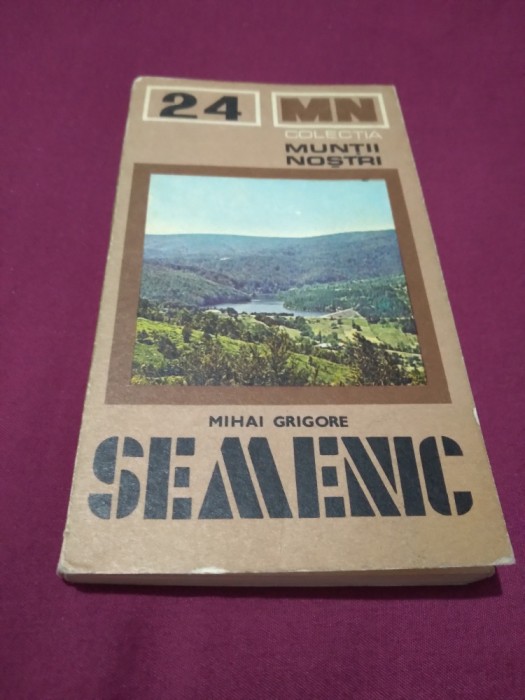 24
MN
COLECȚIA
MUNȚII
NOȘTRI
MIHAI GRIGORE
SEMENIC